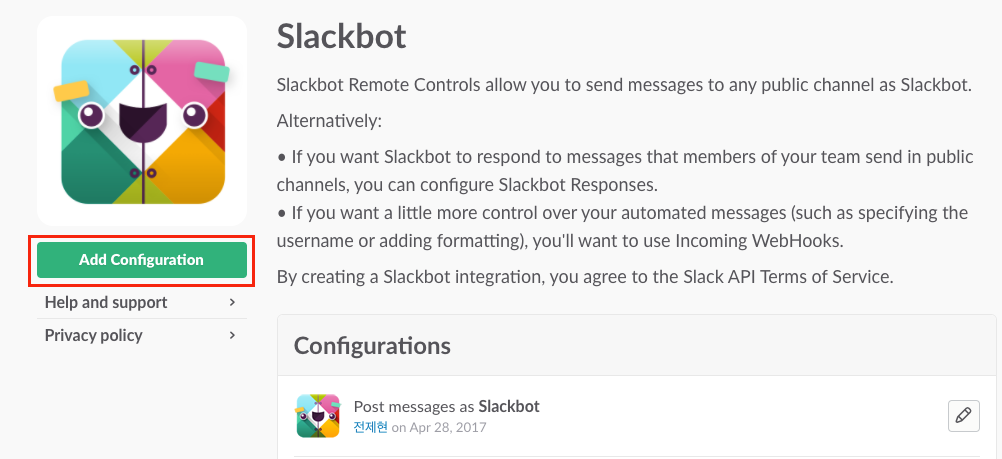 Slackbot
Slackbot Remote Controls allow you to send messages to any public channel as Slackbot.
Alternatively:
• If you want Slackbot to respond to messages that members of your team send in public
channels, you can configure Slackbot Responses.
• If you want a little more control over your automated messages (such as specifying the
username or adding formatting), you'll want to use Incoming WebHooks.
By creating a Slackbot integration, you agree to the Slack API Terms of Service.
Add Configuration
Help and support
Privacy policy
Configurations
Post messages as Slackbot
전제현 on Apr 28, 2017